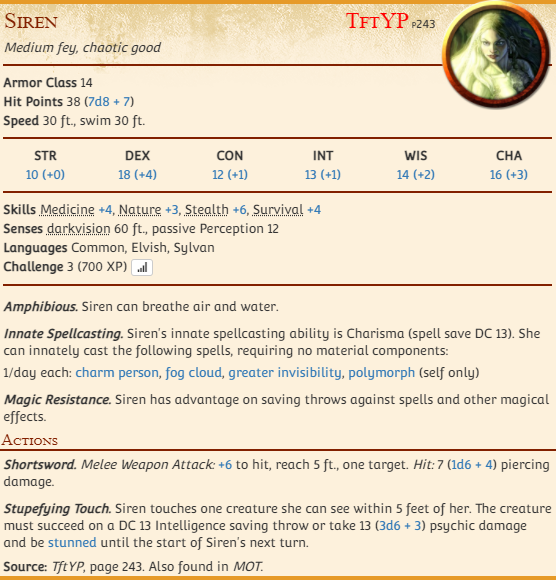 Siren TftYP p243
Medium fey, chaotic good
Armor Class 14
Hit Points 38 (7d8 + 7)
Speed 30 ft., swim 30 ft.
STR DEX CON INT WIS CHA
10 (+0) 18 (+4) 12 (+1) 13 (+1) 14 (+2) 16 (+3)
Skills Medicine +4, Nature +3, Stealth +6, Survival +4
Senses darkvision 60 ft., passive Perception 12
Languages Common, Elvish, Sylvan
Challenge 3 (700 XP)
Amphibious. Siren can breathe air and water.
Innate Spellcasting. Siren's innate spellcasting ability is Charisma (spell save DC 13). She
can innately cast the following spells, requiring no material components:
1/day each: charm person, fog cloud, greater invisibility, polymorph (self only)
Magic Resistance. Siren has advantage on saving throws against spells and other magical
effects.
Actions
Shortsword. Melee Weapon Attack: +6 to hit, reach 5 ft., one target. Hit: 7 (1d6 + 4) piercing
damage.
Stupefying Touch. Siren touches one creature she can see within 5 feet of her. The creature
must succeed on a DC 13 Intelligence saving throw or take 13 (3d6 + 3) psychic damage
and be stunned until the start of Siren's next turn.
Source: TftYP, page 243. Also found in MOT.